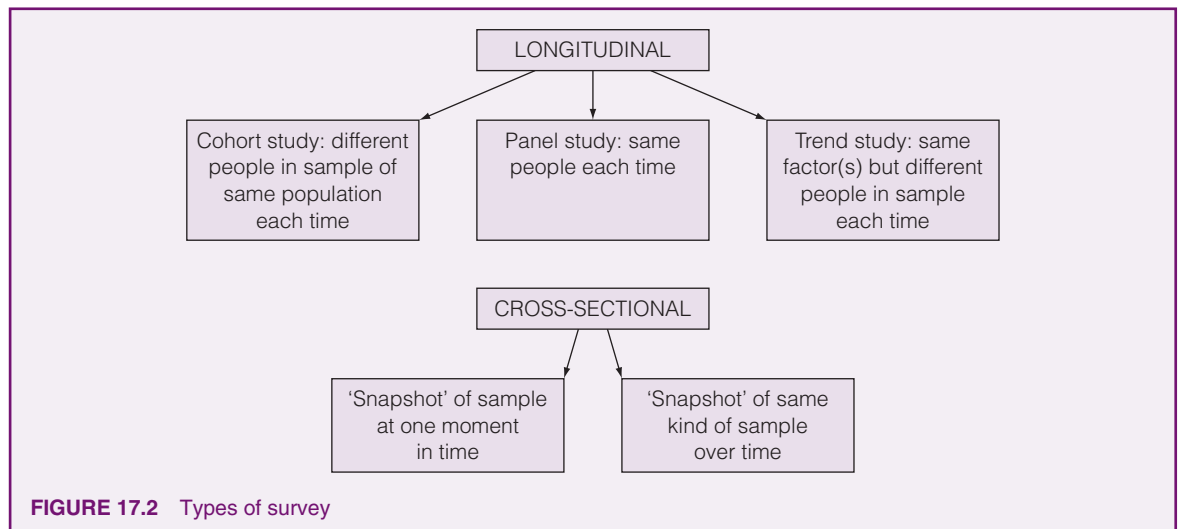 LONGITUDINAL
Cohort study: different
people in sample of
same population
each time
Panel study: same
people each time
Trend study: same
factor(s) but different
people in sample
each time
CROSS-SECTIONAL
‘Snapshot’ of sample
at one moment
in time
‘Snapshot’ of same
kind of sample
over time
FIGURE 17.2 Types of survey